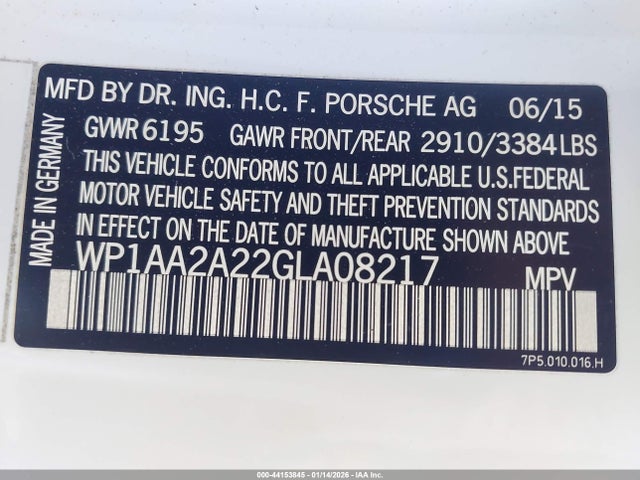 MFD BY DR. ING. H.C. F. PORSCHE AG 06/15
GVWR 6195 GAWR FRONT/REAR 2910/3384 LBS
THIS VEHICLE CONFORMS TO ALL APPLICABLE U.S.FEDERAL
MOTOR VEHICLE SAFETY AND THEFT PREVENTION STANDARDS
IN EFFECT ON THE DATE OF MANUFACTURE SHOWN ABOVE
WP1AA2A22GLA08217 MPV
MADE IN GERMANY
7P5.010.016.H
000-44153845 - 01/14/2026 - IAA Inc.